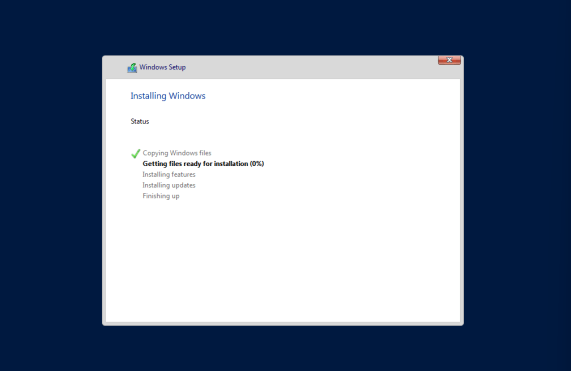 Windows Setup
Installing Windows
Status
Copying Windows files
Getting files ready for installation (0%)
Installing features
Installing updates
Finishing up